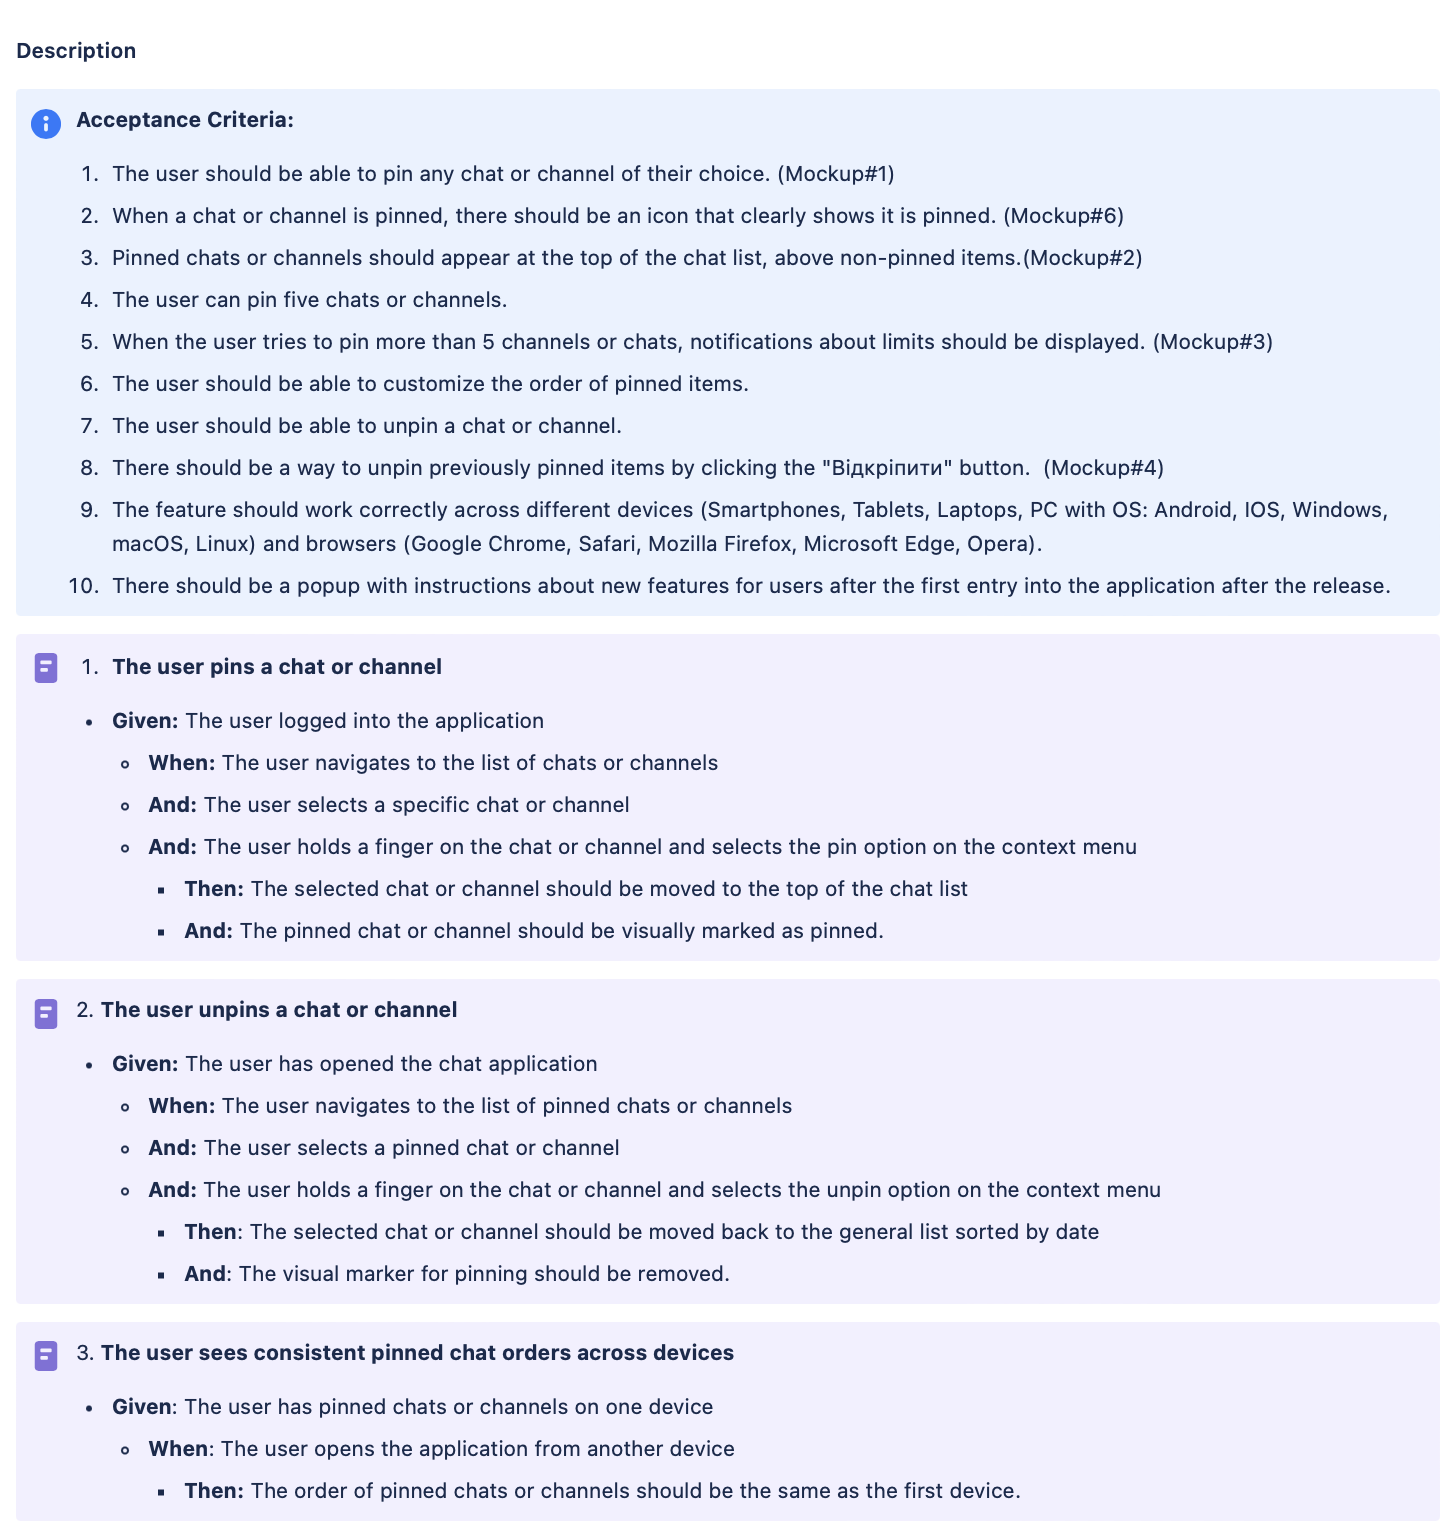 Description
Acceptance Criteria:
1. The user should be able to pin any chat or channel of their choice. (Mockup#1)
2. When a chat or channel is pinned, there should be an icon that clearly shows it is pinned. (Mockup#6)
3. Pinned chats or channels should appear at the top of the chat list, above non-pinned items.(Mockup#2)
4. The user can pin five chats or channels.
5. When the user tries to pin more than 5 channels or chats, notifications about limits should be displayed. (Mockup#3)
6. The user should be able to customize the order of pinned items.
7. The user should be able to unpin a chat or channel.
8. There should be a way to unpin previously pinned items by clicking the "Відкріпити" button.  (Mockup#4)
9. The feature should work correctly across different devices (Smartphones, Tablets, Laptops, PC with OS: Android, IOS, Windows,
macOS, Linux) and browsers (Google Chrome, Safari, Mozilla Firefox, Microsoft Edge, Opera).
10. There should be a popup with instructions about new features for users after the first entry into the application after the release.
1. The user pins a chat or channel
• Given: The user logged into the application
◦ When: The user navigates to the list of chats or channels
◦ And: The user selects a specific chat or channel
◦ And: The user holds a finger on the chat or channel and selects the pin option on the context menu
▪ Then: The selected chat or channel should be moved to the top of the chat list
▪ And: The pinned chat or channel should be visually marked as pinned.
2. The user unpins a chat or channel
• Given: The user has opened the chat application
◦ When: The user navigates to the list of pinned chats or channels
◦ And: The user selects a pinned chat or channel
◦ And: The user holds a finger on the chat or channel and selects the unpin option on the context menu
▪ Then: The selected chat or channel should be moved back to the general list sorted by date
▪ And: The visual marker for pinning should be removed.
3. The user sees consistent pinned chat orders across devices
• Given: The user has pinned chats or channels on one device
◦ When: The user opens the application from another device
▪ Then: The order of pinned chats or channels should be the same as the first device.